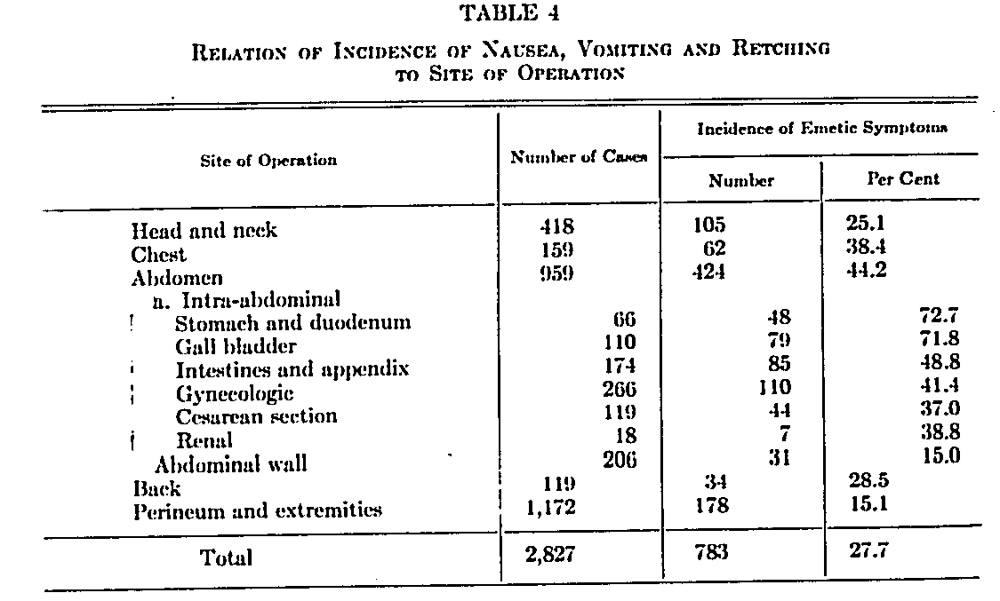 TABLE 4
RELATION OF INCIDENCE OF NAUSEA, VOMITING AND RETCHING
TO SITE OF OPERATION
Site of Operation Number of Cases Incidence of Emetic Symptoms
Number Per Cent
Head and neck 418 105 25.1
Chest 159 62 38.4
Abdomen 959 424 44.2
a. Intra-abdominal
Stomach and duodenum 66 48 72.7
Gall bladder 110 79 71.8
Intestines and appendix 174 85 48.8
Gynecologic 266 110 41.4
Cesarean section 119 44 37.0
Renal 18 7 38.8
Abdominal wall 206 31 15.0
Back 119 34 28.5
Perineum and extremities 1,172 178 15.1
Total 2,827 783 27.7